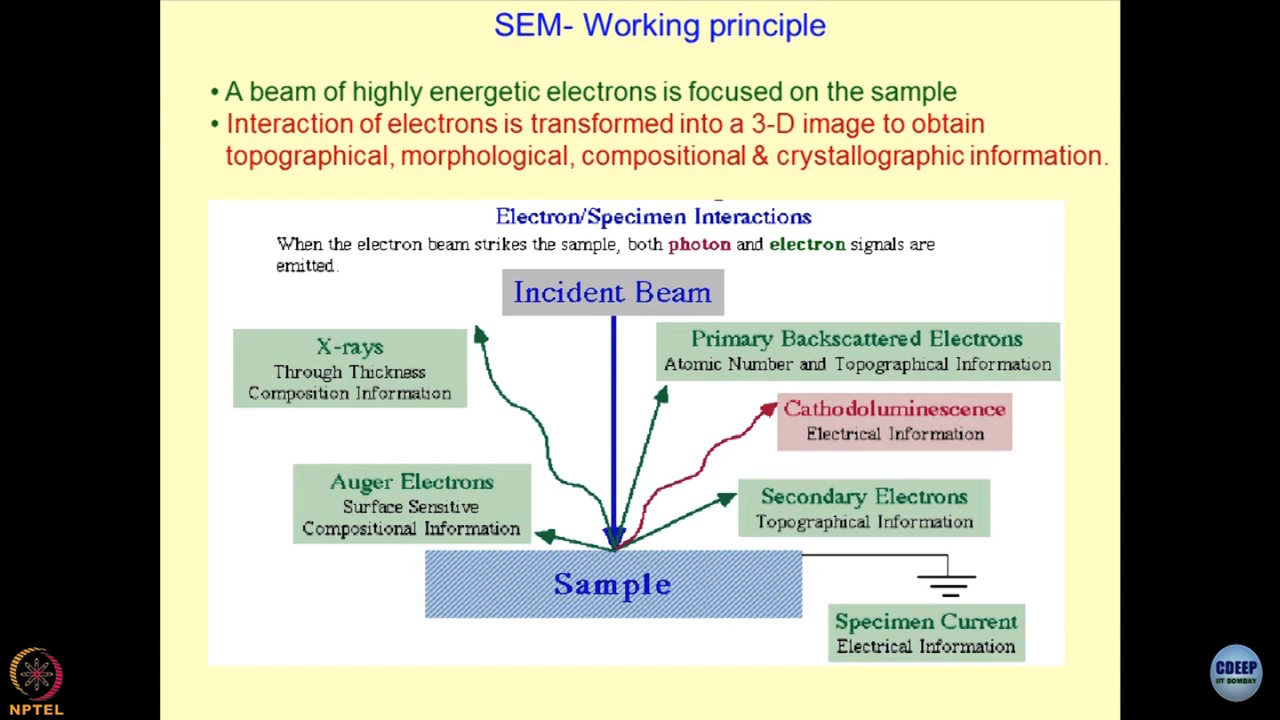 SEM- Working principle
• A beam of highly energetic electrons is focused on the sample
• Interaction of electrons is transformed into a 3-D image to obtain
topographical, morphological, compositional & crystallographic information.
Electron/Specimen Interactions
When the electron beam strikes the sample, both photon and electron signals are
emitted.
Incident Beam
X-rays
Through Thickness
Composition Information
Primary Backscattered Electrons
Atomic Number and Topographical Information
Cathodoluminescence
Electrical Information
Auger Electrons
Surface Sensitive
Compositional Information
Secondary Electrons
Topographical Information
Sample
Specimen Current
Electrical Information
NPTEL
CDEEP
IIT BOMBAY